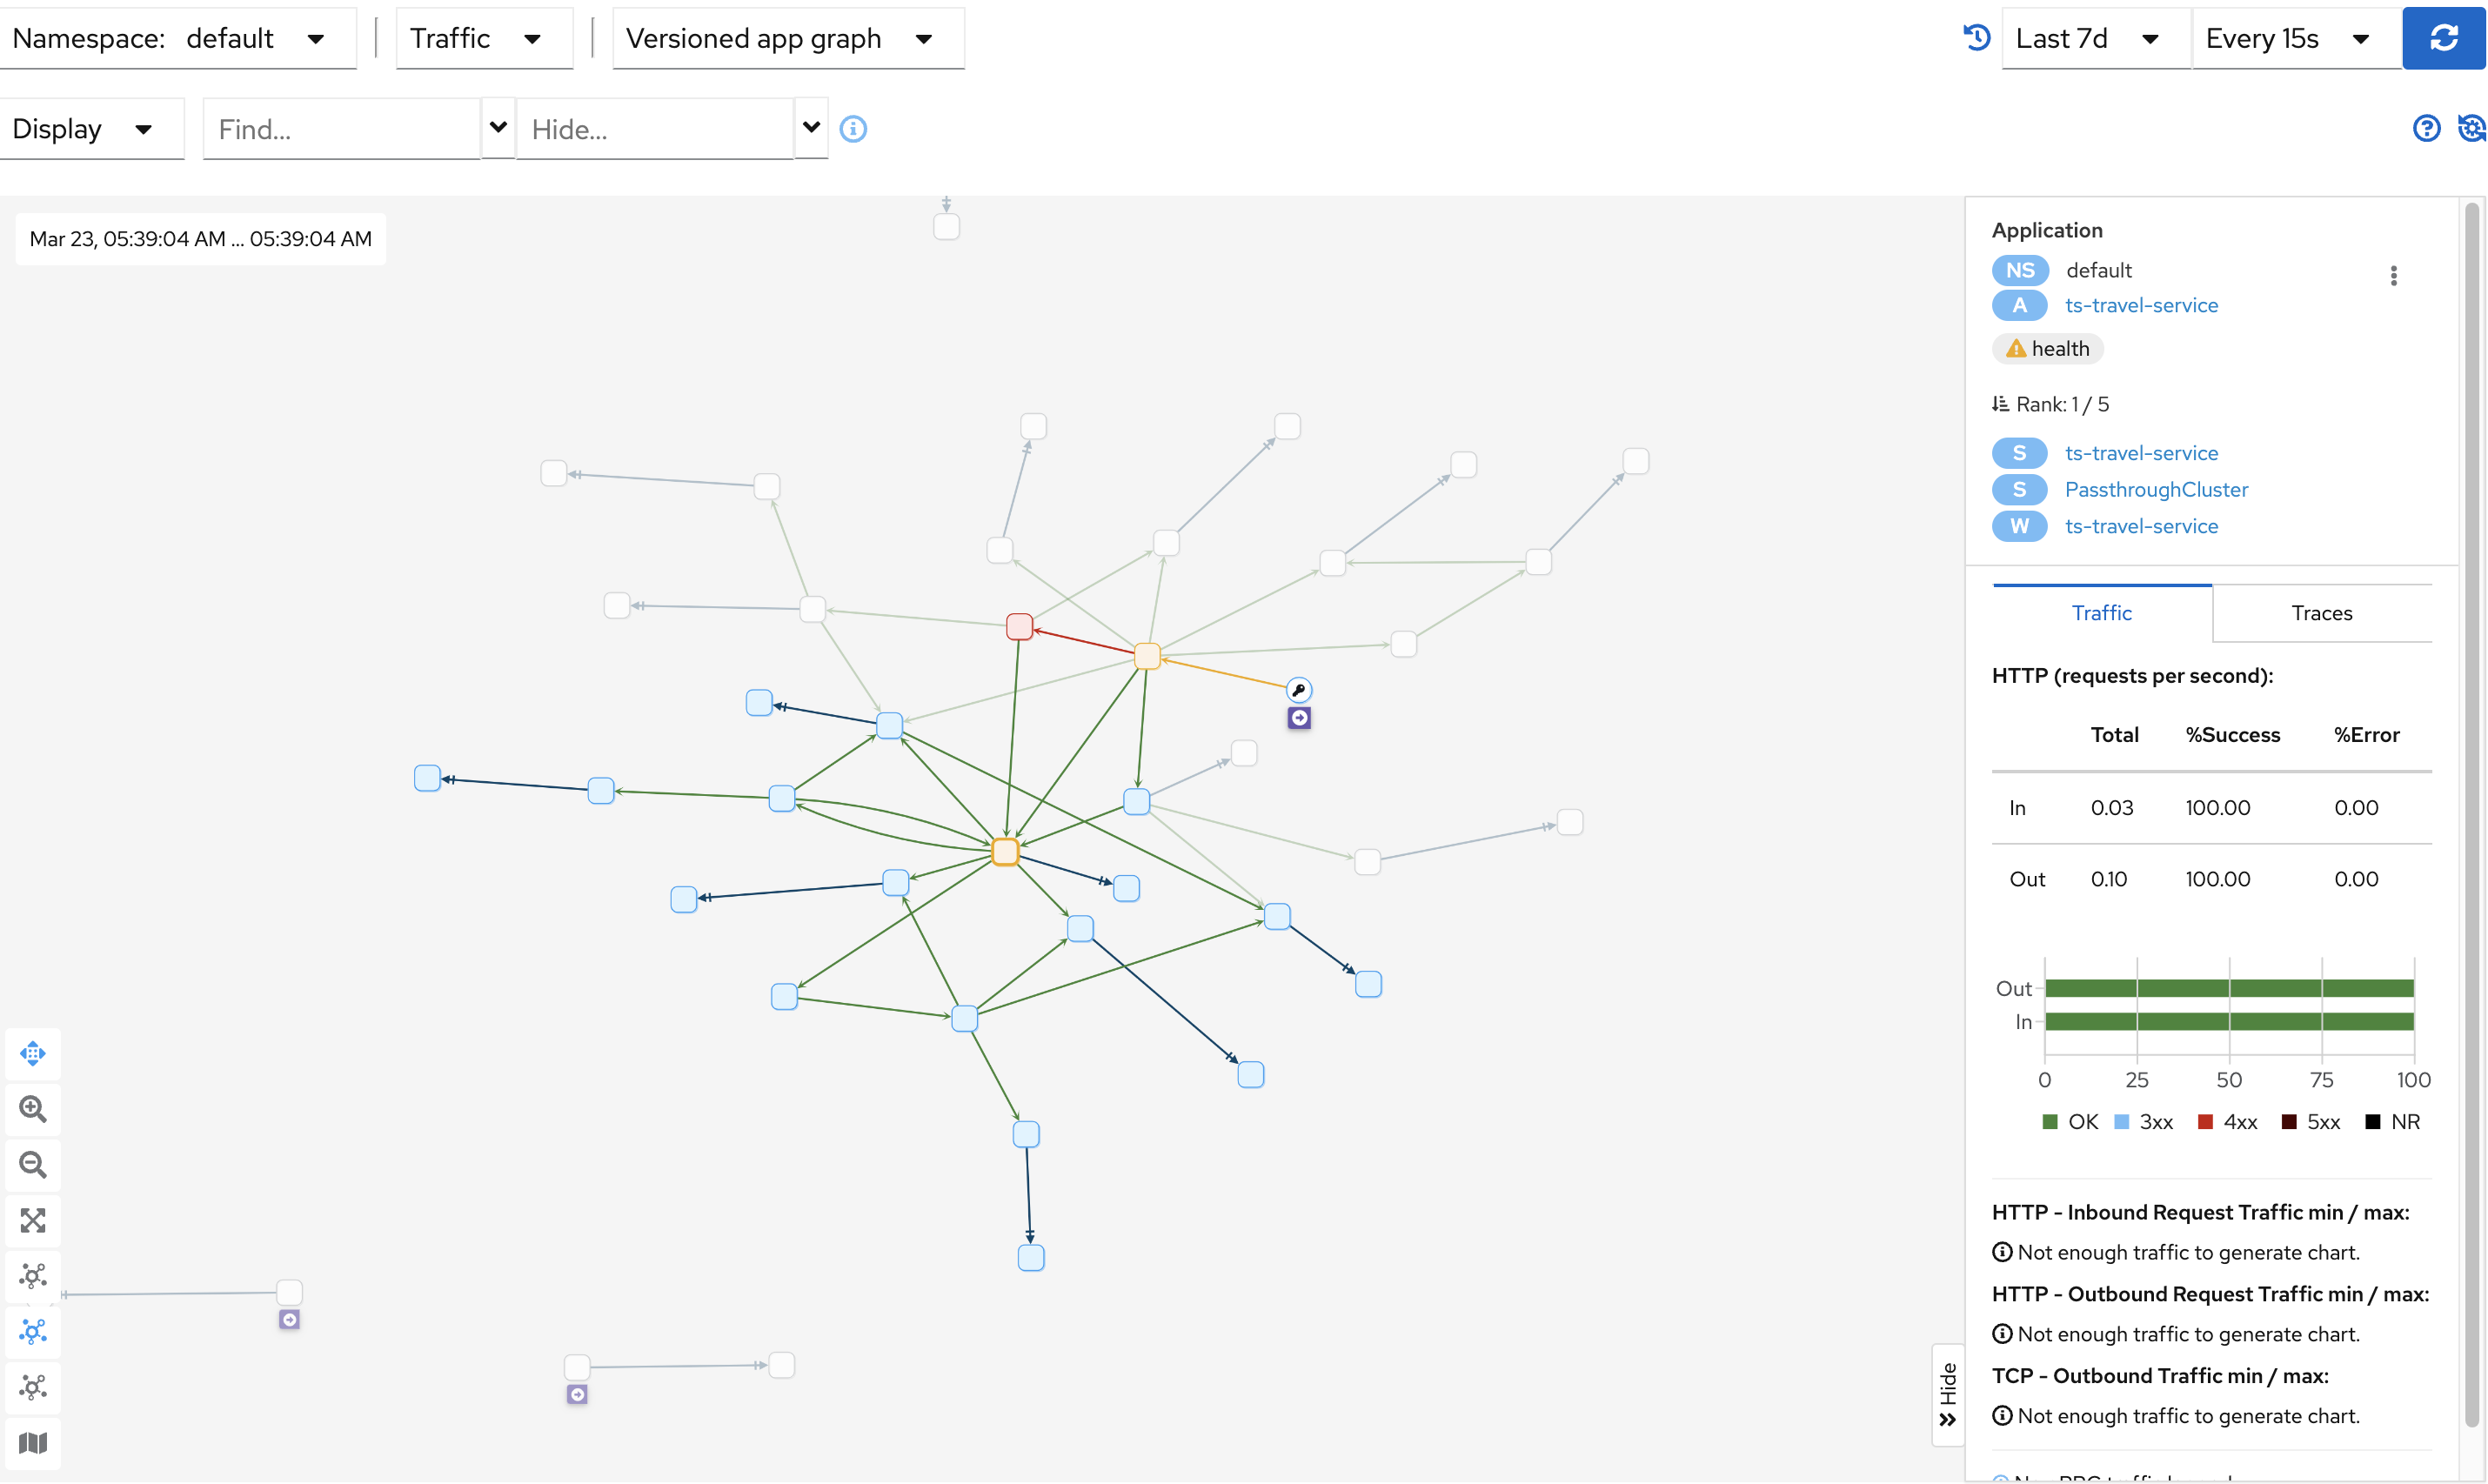 Namespace: default
Traffic
Versioned app graph
Last 7d
Every 15s
Display
Find...
Hide...
Mar 23, 05:39:04 AM ... 05:39:04 AM
Application
NS default
A ts-travel-service
health
Rank: 1 / 5
S ts-travel-service
S PassthroughCluster
W ts-travel-service
Traffic Traces
HTTP (requests per second):
Total %Success %Error
In 0.03 100.00 0.00
Out 0.10 100.00 0.00
Out
In
0 25 50 75 100
OK 3xx 4xx 5xx NR
HTTP - Inbound Request Traffic min / max:
Not enough traffic to generate chart.
HTTP - Outbound Request Traffic min / max:
Not enough traffic to generate chart.
TCP - Outbound Traffic min / max:
Not enough traffic to generate chart.
Hide